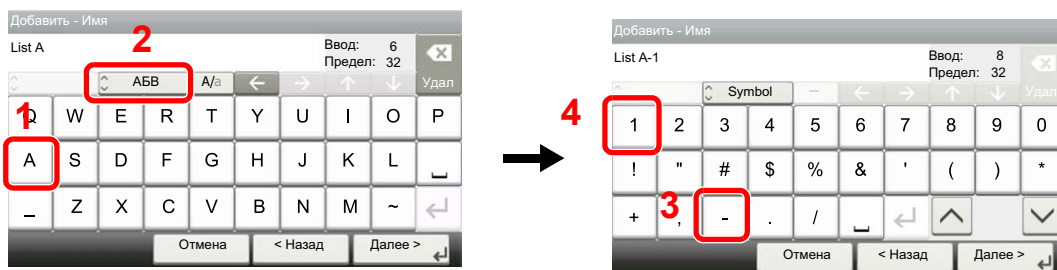 Добавить - Имя
List A
Ввод: 6
Предел: 32
2
АБВ A/a ← → ↑ ↓ Удал
1
Q W E R T Y U I O P
A S D F G H J K L
_ Z X C V B N M ~
Отмена < Назад Далее >
Добавить - Имя
List A-1
Ввод: 8
Предел: 32
Symbol ← → ↑ ↓ Удал
4
1 2 3 4 5 6 7 8 9 0
! " # $ % & ' ( ) *
3
+ , - . /
Отмена < Назад Далее >